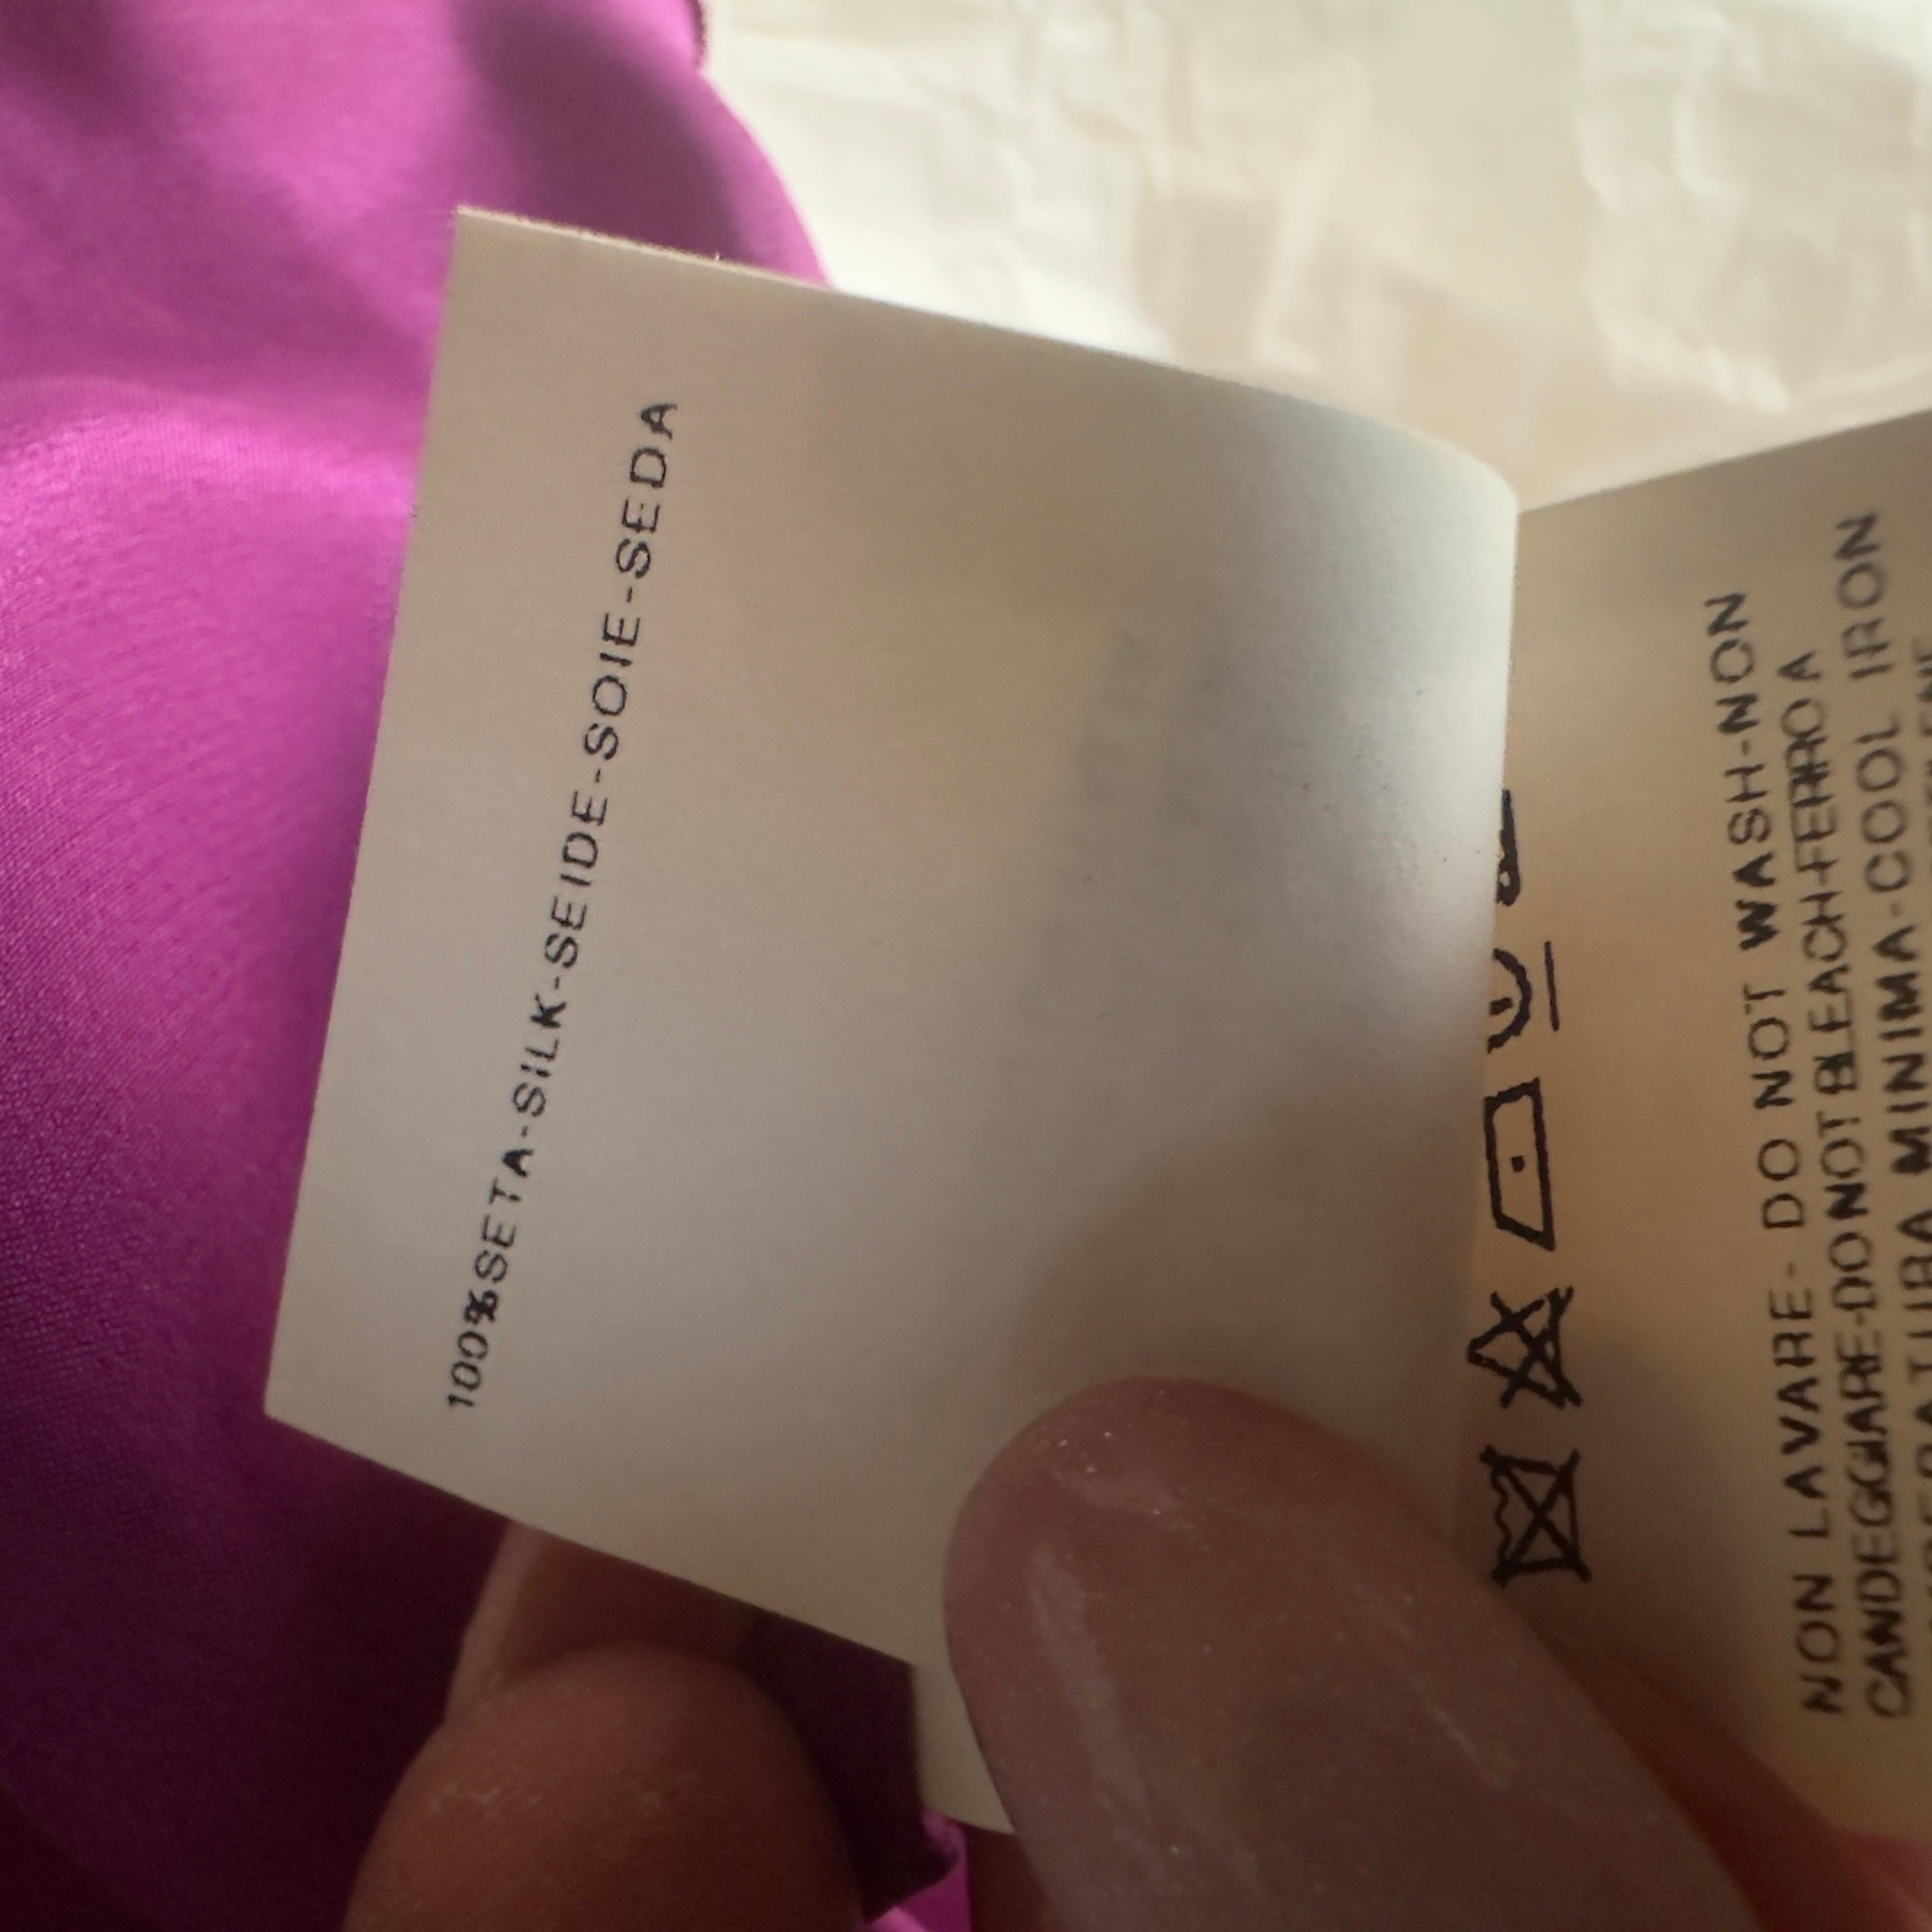 100%SETA-SILK-SEIDE-SOIE-SEDA
NON LAVARE- DO NOT WASH-NON
CANDEGGIARE-DO NOT BLEACH-FERRO A
MINIMA-COOL IRON